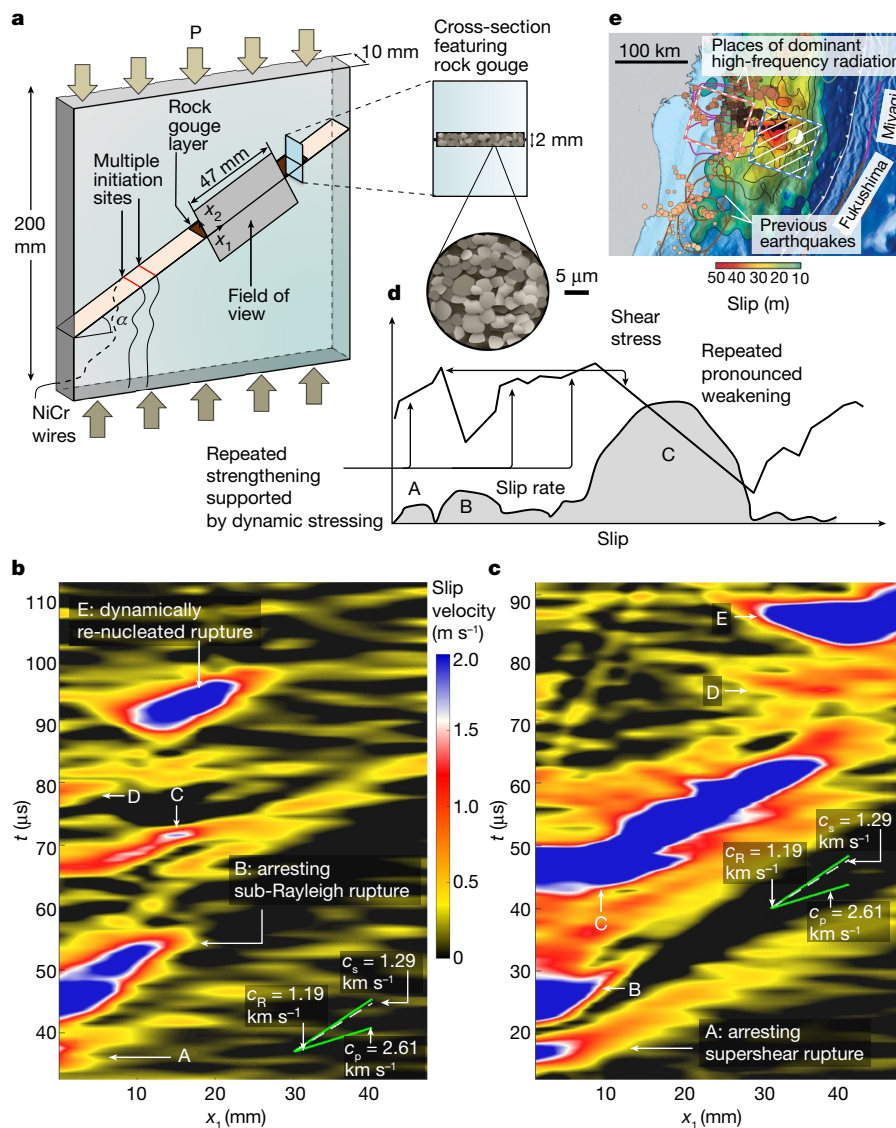 a
P
10 mm
Rock
gouge
layer
Multiple
initiation
sites
47 mm
200
mm
x2
x1
Field of
view
α
NiCr
wires
Cross-section
featuring
rock gouge
2 mm
5 μm
e
100 km
Places of dominant
high-frequency radiation
Miyagi
Fukushima
Previous
earthquakes
50 40 30 20 10
Slip (m)
d
Shear
stress
Repeated
pronounced
weakening
Repeated
strengthening
supported
by dynamic stressing
A
B
Slip rate
C
Slip
b
E: dynamically
re-nucleated rupture
D
C
B: arresting
sub-Rayleigh rupture
cR = 1.19
km s−1
cs = 1.29
km s−1
cp = 2.61
km s−1
A
110
100
90
80
70
60
50
40
t (μs)
10 20 30 40
x1 (mm)
Slip
velocity
(m s−1)
2.0
1.5
1.0
0.5
0
c
E
D
cs = 1.29
km s−1
cR = 1.19
km s−1
cp = 2.61
km s−1
C
B
A: arresting
supershear rupture
90
80
70
60
50
40
30
20
t (μs)
10 20 30 40
x1 (mm)